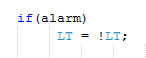 if(alarm)
LT = !LT;